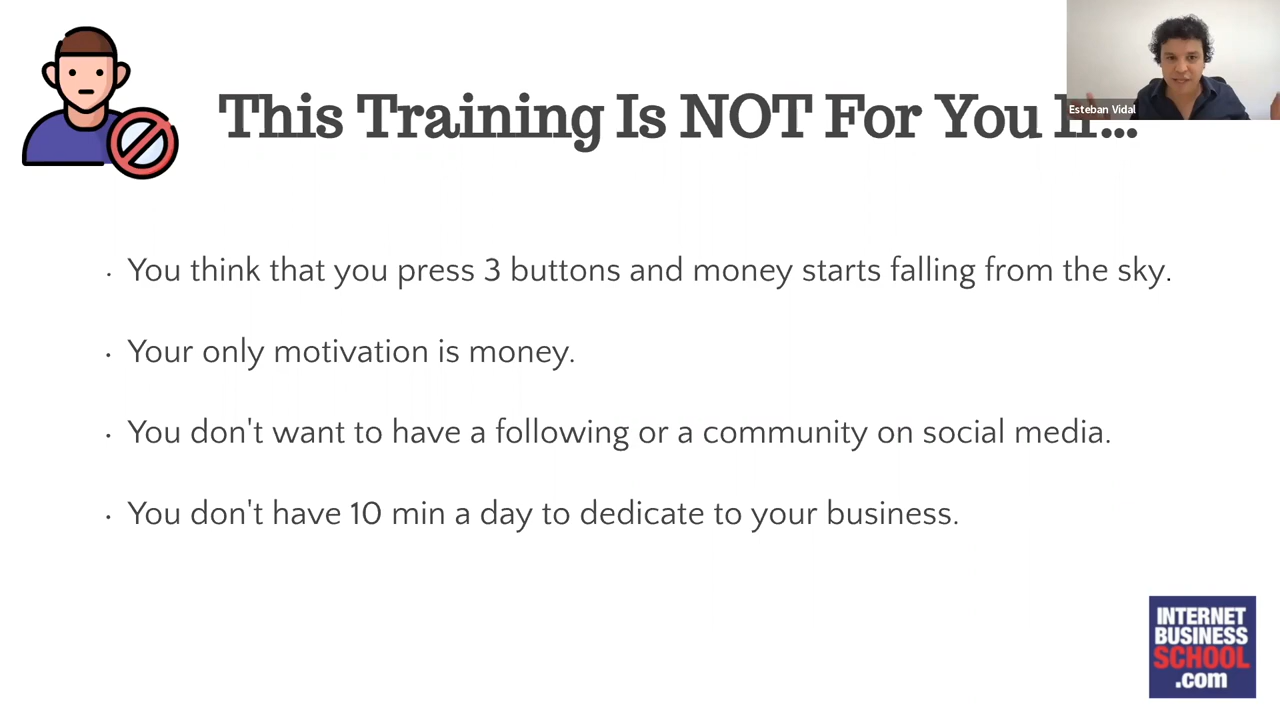 This Training Is NOT For You If...
Esteban Vidal
· You think that you press 3 buttons and money starts falling from the sky.
· Your only motivation is money.
· You don't want to have a following or a community on social media.
· You don't have 10 min a day to dedicate to your business.
INTERNET
BUSINESS
SCHOOL
.com